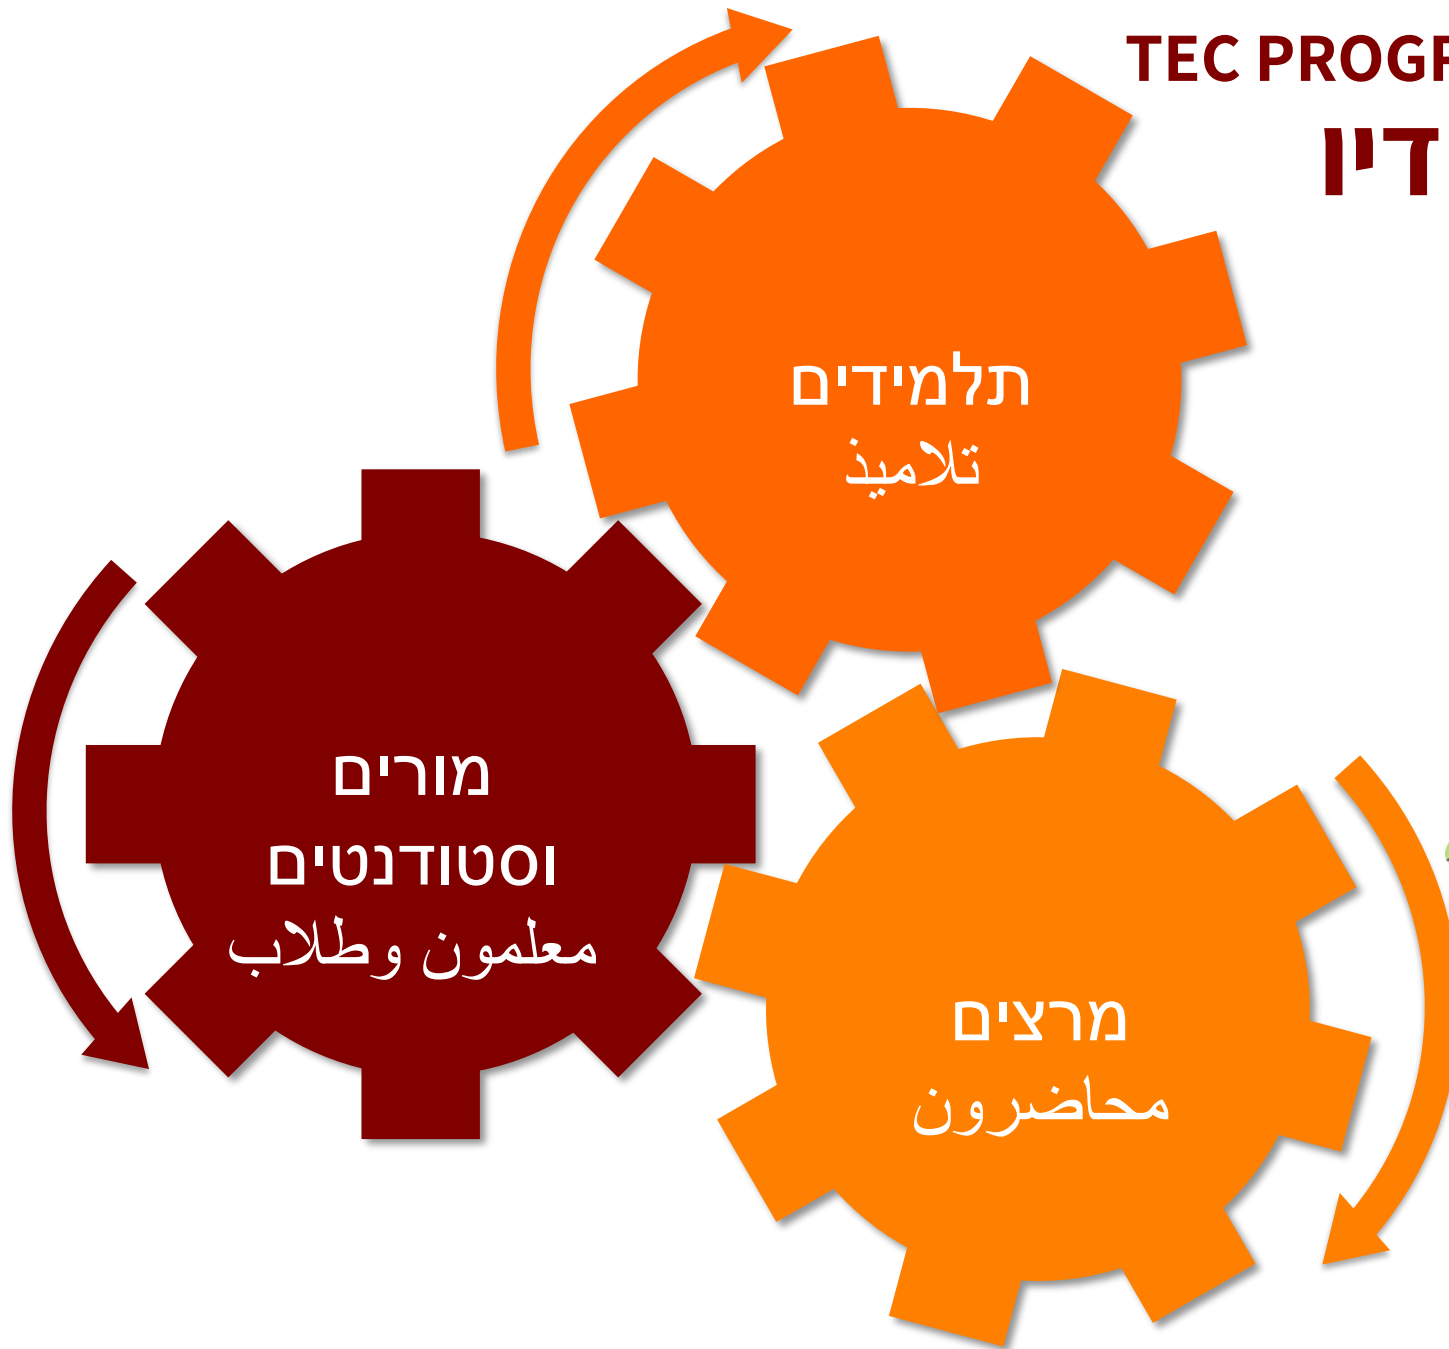 TEC PROGR
דיו
תלמידים
تلاميذ
מורים
וסטודנטים
معلمون وطلاب
מרצים
محاضرون